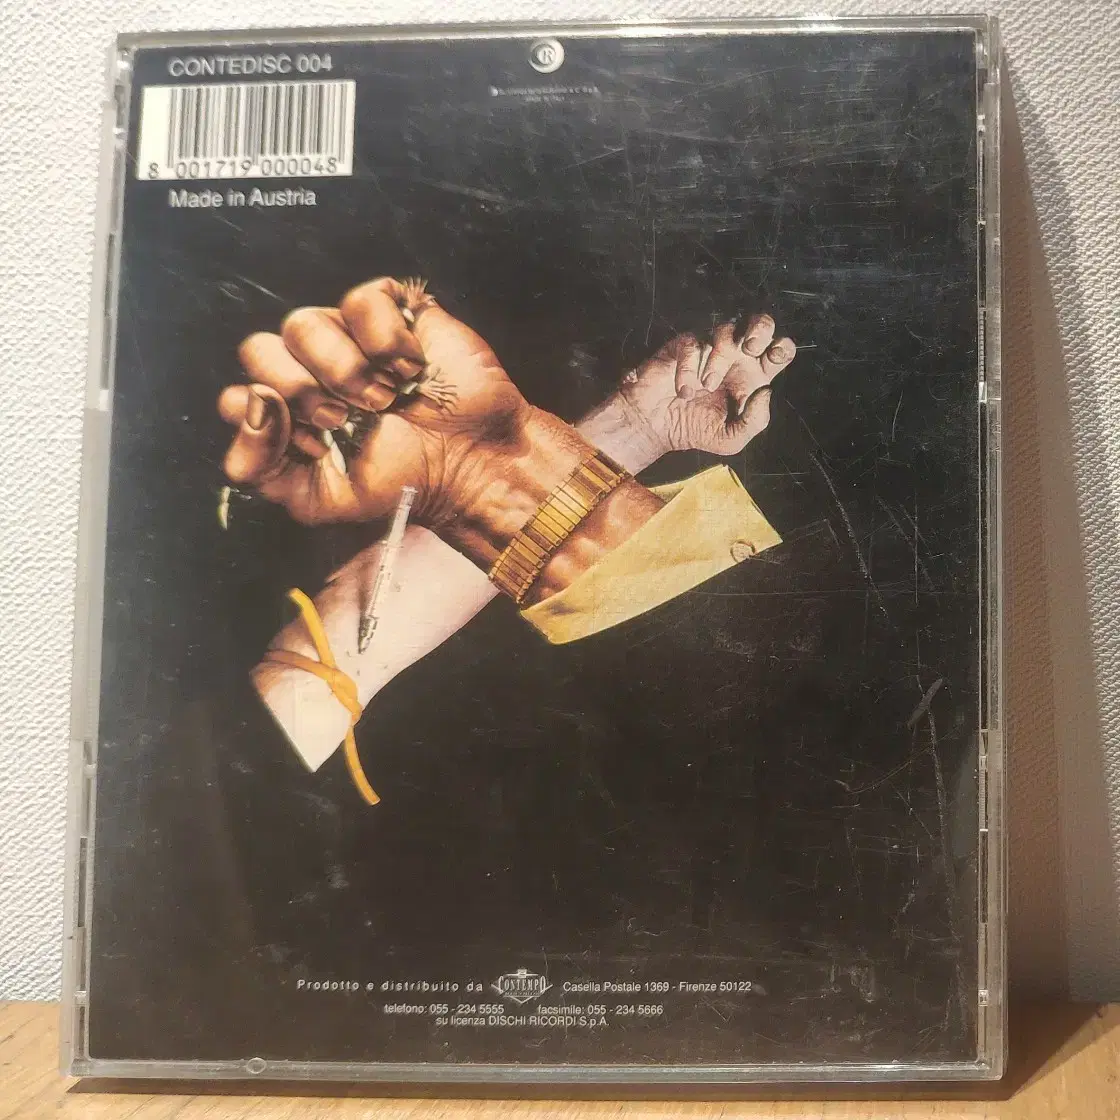 CONTEDISC 004
8 001719 000048
Made in Austria
R
Prodotto e distribuito da CONTEMPO Casella Postale 1369 - Firenze 50122
telefono: 055 - 234 5555 facsimile: 055 - 234 5666
su licenza DISCHI RICORDI S.p.A.